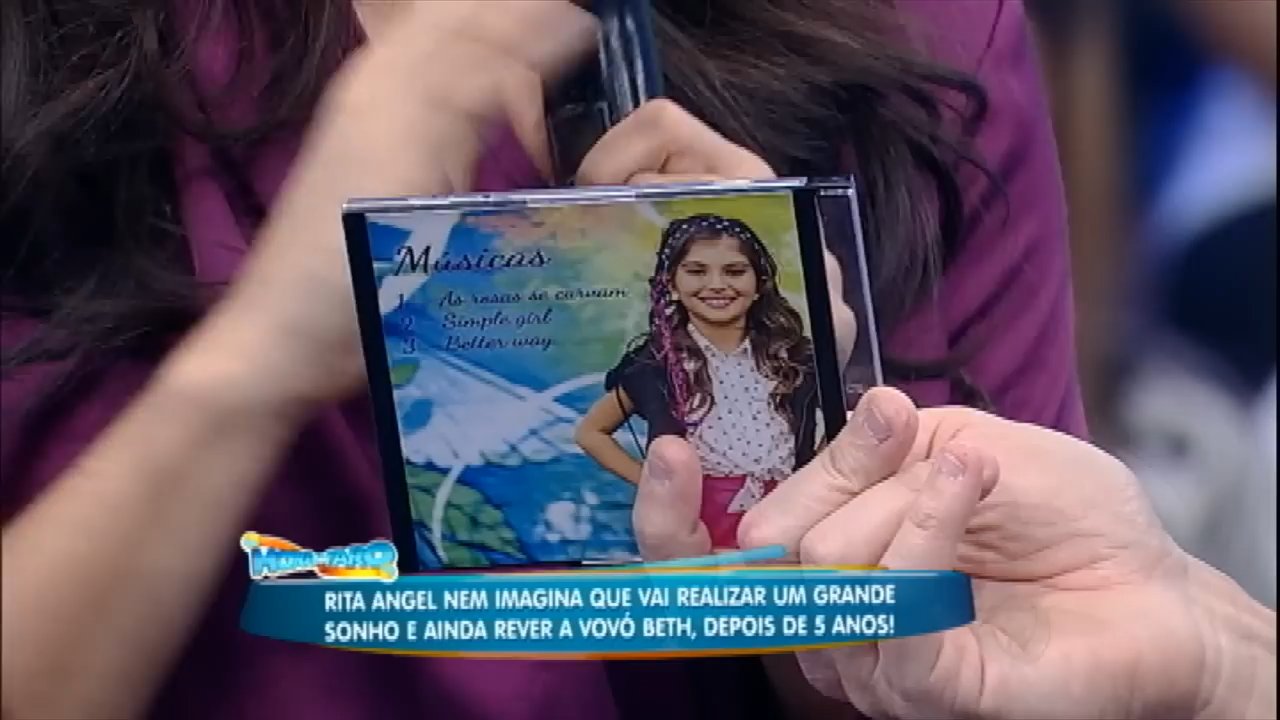 Músicas
1 As rosas se curvam
2 Simple girl
3 Better way
RITA ANGEL NEM IMAGINA QUE VAI REALIZAR UM GRANDE
SONHO E AINDA REVER A VOVÓ BETH, DEPOIS DE 5 ANOS!